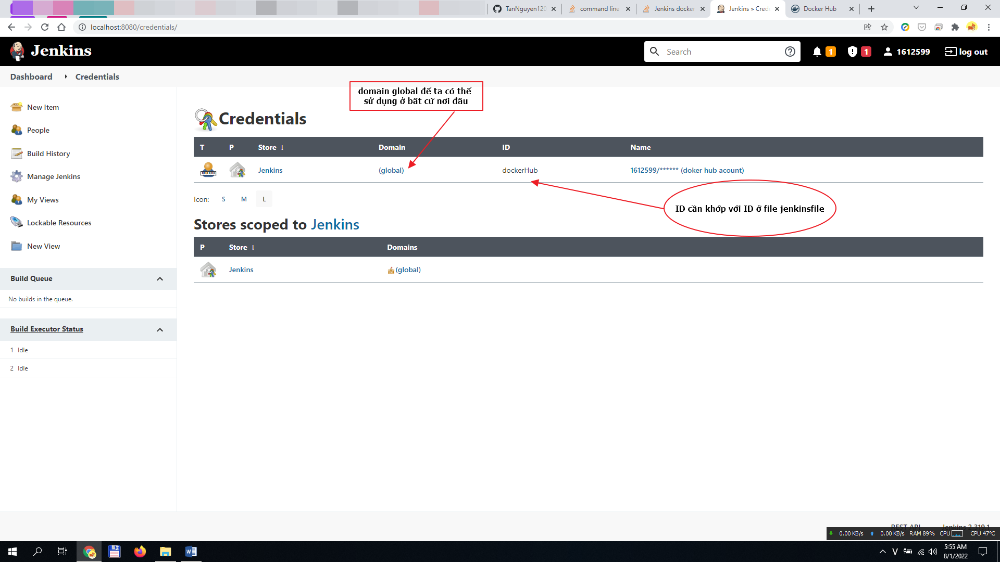 TanNguyen120
command line
Jenkins docker
Jenkins » Crede
Docker Hub
localhost:8080/credentials/
Jenkins
Search
1
1
1612599
log out
Dashboard
Credentials
domain global để ta có thể
sử dụng ở bất cứ nơi đâu
New Item
People
Build History
Manage Jenkins
My Views
Lockable Resources
New View
Credentials
T P Store ↓ Domain ID Name
Jenkins (global) dockerHub 1612599/****** (doker hub acount)
Icon: S M L
ID cần khớp với ID ở file jenkinsfile
Stores scoped to Jenkins
P Store ↓ Domains
Jenkins (global)
Build Queue
No builds in the queue.
Build Executor Status
1 Idle
2 Idle
REST API Jenkins 2.319.1
0.00 KB/s 0.00 KB/s RAM 89% CPU CPU 47°C
V
5:55 AM
8/1/2022